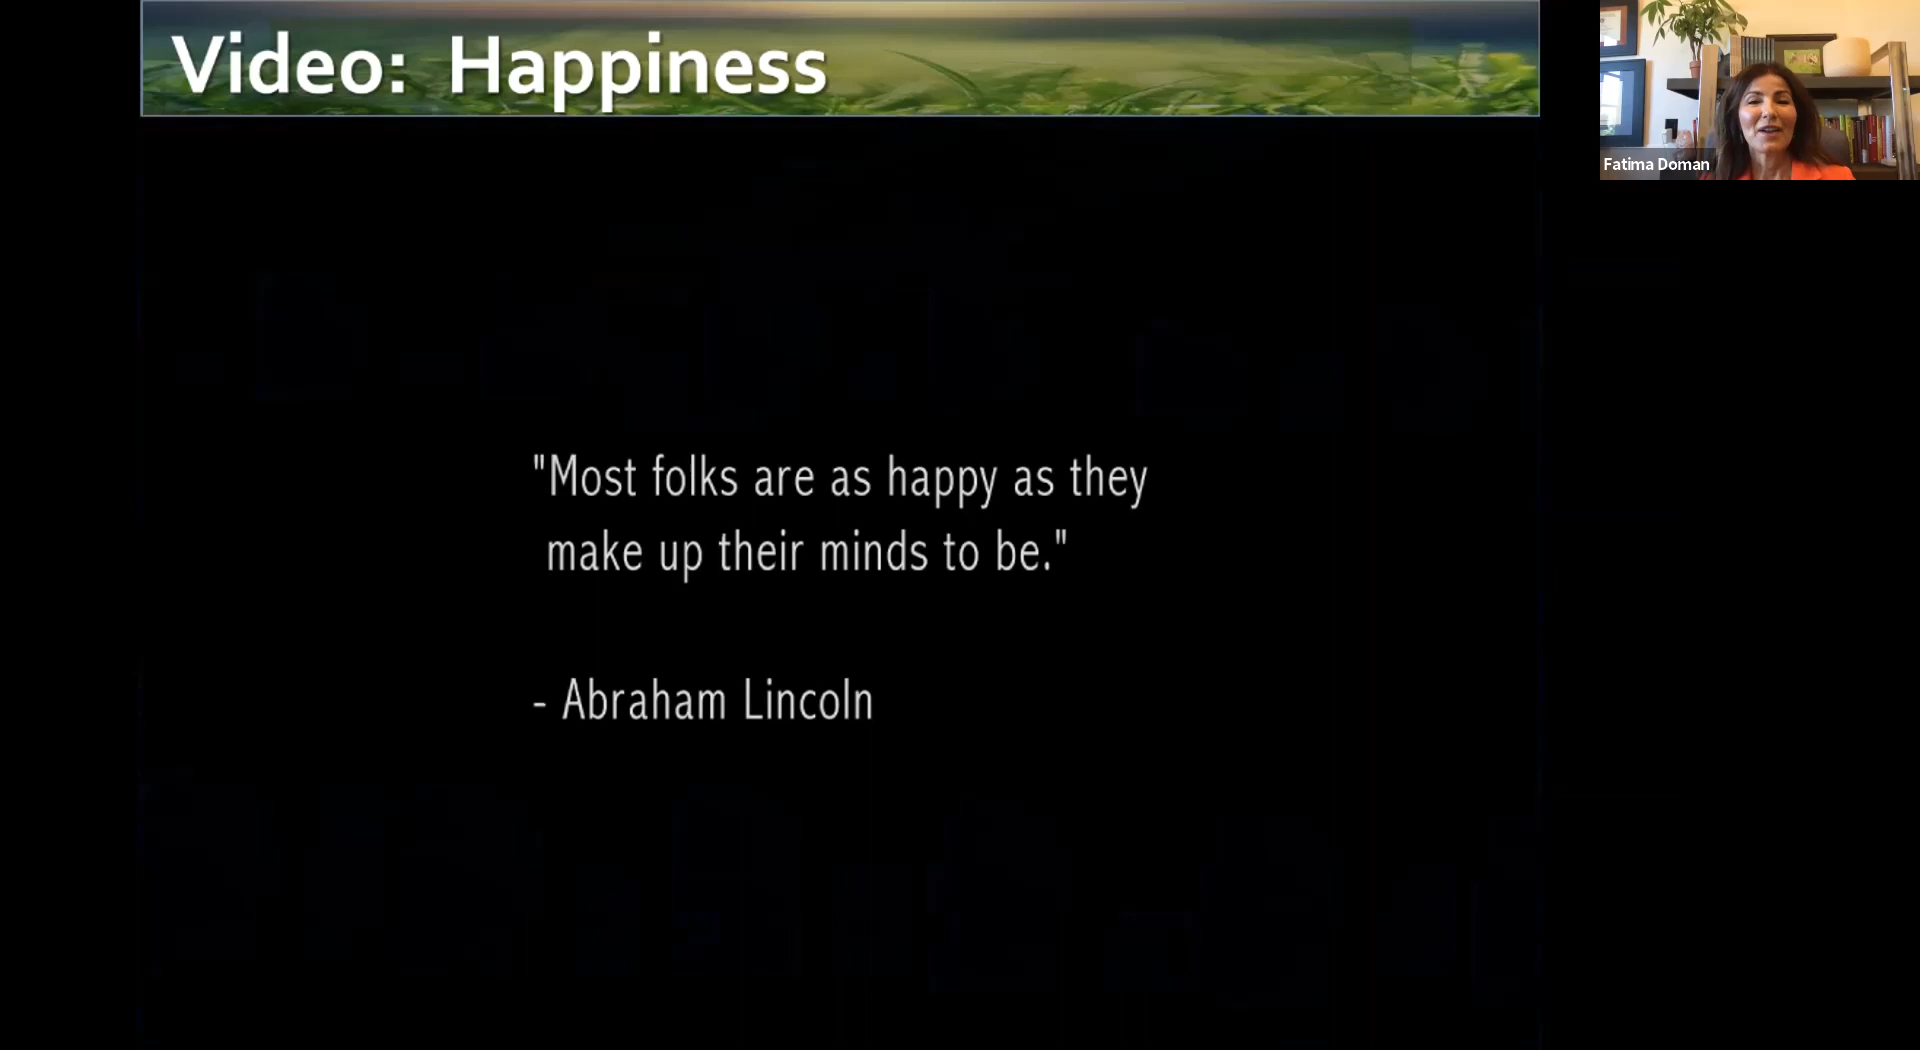 Video: Happiness
Fatima Doman
"Most folks are as happy as they
make up their minds to be."
- Abraham Lincoln